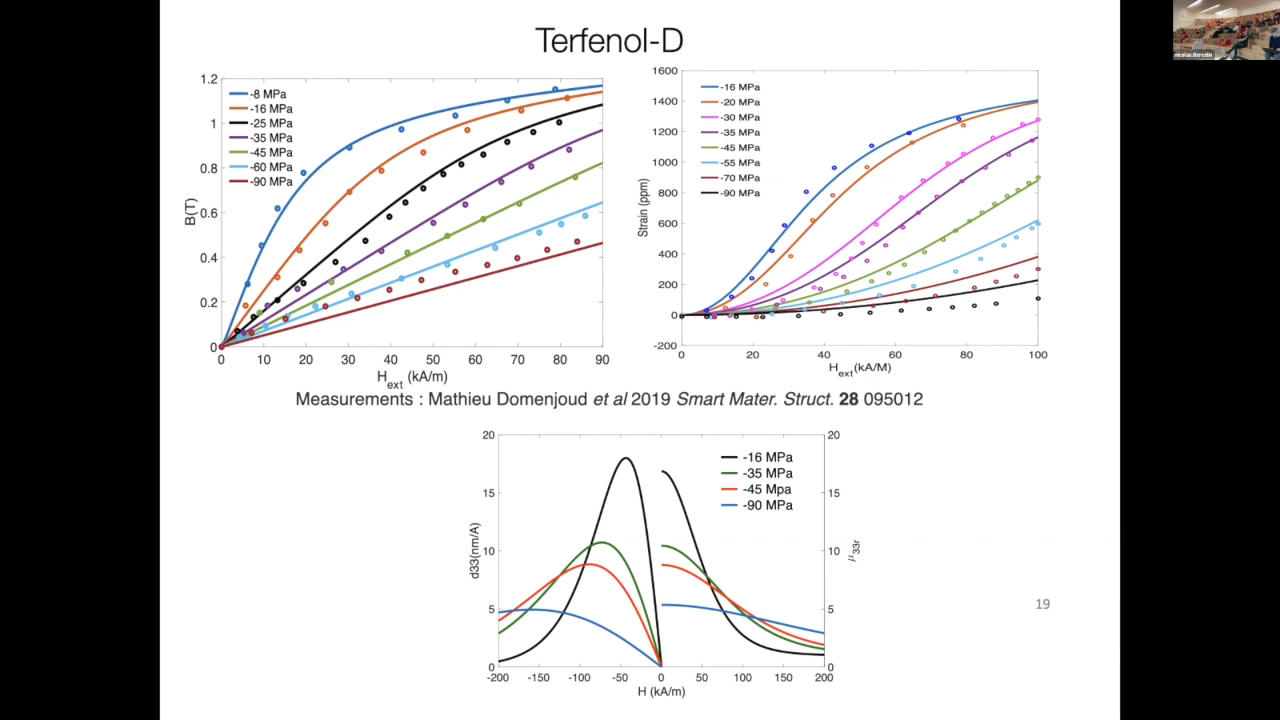 Terfenol-D
nicolas.tiercelin
1.2
1
0.8
0.6
0.4
0.2
0
B(T)
-8 MPa
-16 MPa
-25 MPa
-35 MPa
-45 MPa
-60 MPa
-90 MPa
0 10 20 30 40 50 60 70 80 90
Hext (kA/m)
1600
1400
1200
1000
800
600
400
200
0
-200
Strain (ppm)
-16 MPa
-20 MPa
-30 MPa
-35 MPa
-45 MPa
-55 MPa
-70 MPa
-90 MPa
0 20 40 60 80 100
Hext(kA/M)
Measurements : Mathieu Domenjoud et al 2019 Smart Mater. Struct. 28 095012
20
15
10
5
0
d33(nm/A)
-16 MPa
-35 MPa
-45 Mpa
-90 MPa
20
15
10
5
0
μ33r
-200 -150 -100 -50 0 50 100 150 200
H (kA/m)
19